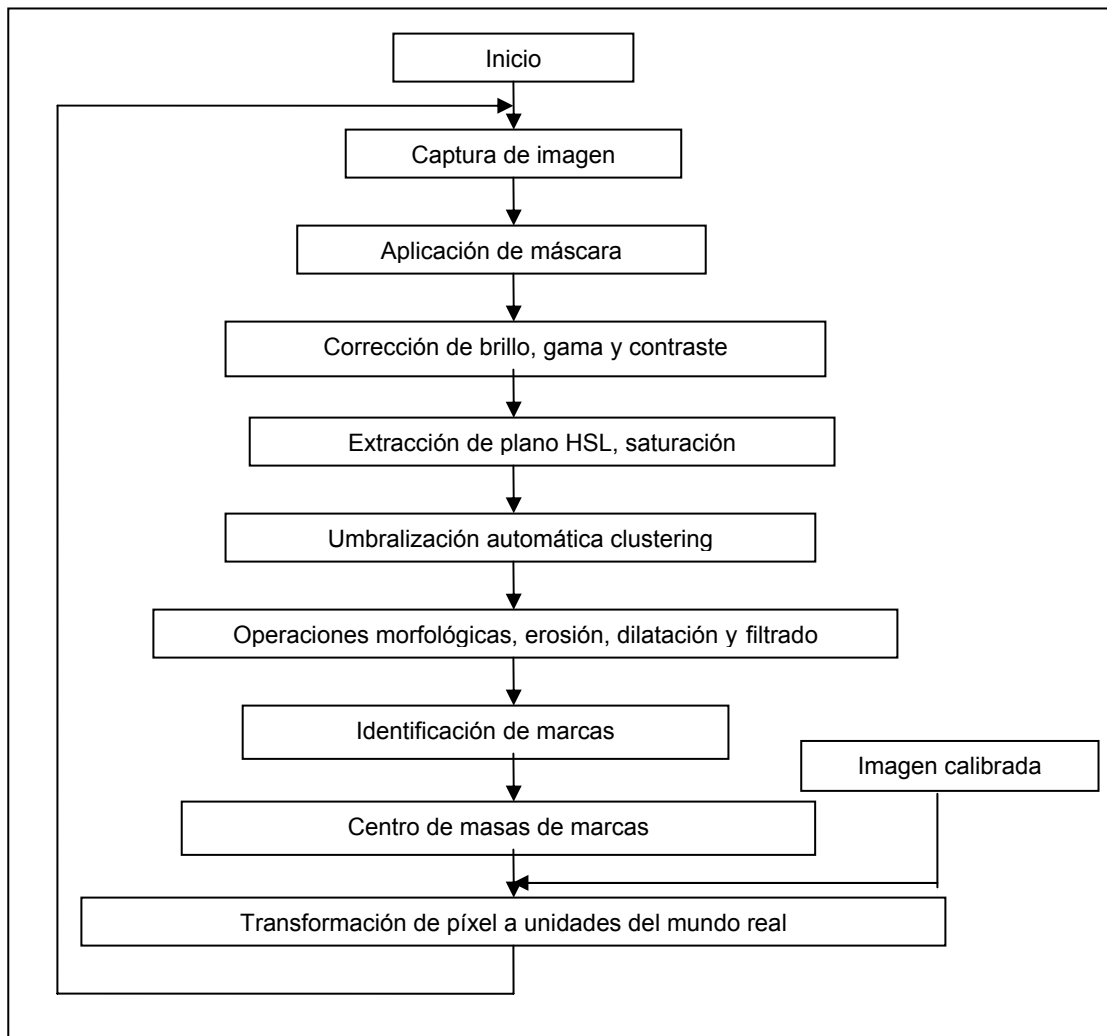 Inicio
Captura de imagen
Aplicación de máscara
Corrección de brillo, gama y contraste
Extracción de plano HSL, saturación
Umbralización automática clustering
Operaciones morfológicas, erosión, dilatación y filtrado
Identificación de marcas
Imagen calibrada
Centro de masas de marcas
Transformación de píxel a unidades del mundo real